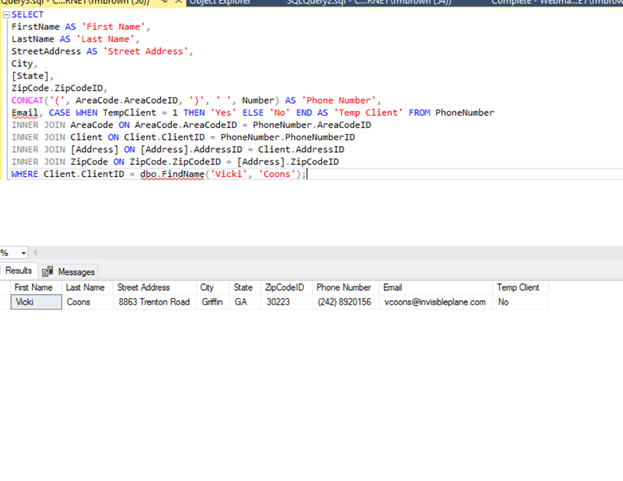 SQLQuery3.sql - C...RNET\rmbrown (56))* Object Explorer SQLQuery2.sql - C...RNET\rmbrown (54)) Complete - Webma...ET\rmbrow
SELECT
FirstName AS 'First Name',
LastName AS 'Last Name',
StreetAddress AS 'Street Address',
City,
[State],
ZipCode.ZipCodeID,
CONCAT('(', AreaCode.AreaCodeID, ')', ' ', Number) AS 'Phone Number',
Email, CASE WHEN TempClient = 1 THEN 'Yes' ELSE 'No' END AS 'Temp Client' FROM PhoneNumber
INNER JOIN AreaCode ON AreaCode.AreaCodeID = PhoneNumber.AreaCodeID
INNER JOIN Client ON Client.ClientID = PhoneNumber.PhoneNumberID
INNER JOIN [Address] ON [Address].AddressID = Client.AddressID
INNER JOIN ZipCode ON ZipCode.ZipCodeID = [Address].ZipCodeID
WHERE Client.ClientID = dbo.FindName('Vicki', 'Coons');
%
Results Messages
First Name Last Name Street Address City State ZipCodeID Phone Number Email Temp Client
Vicki Coons 8863 Trenton Road Griffin GA 30223 (242) 8920156 vcoons@invisibleplane.com No